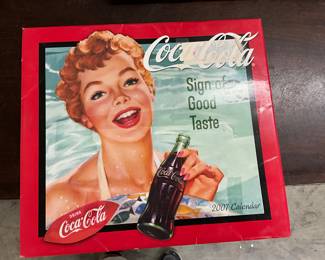 Coca-Cola
Sign of
Good
Taste
Coca-Cola
2007 Calendar
DRINK
Coca-Cola